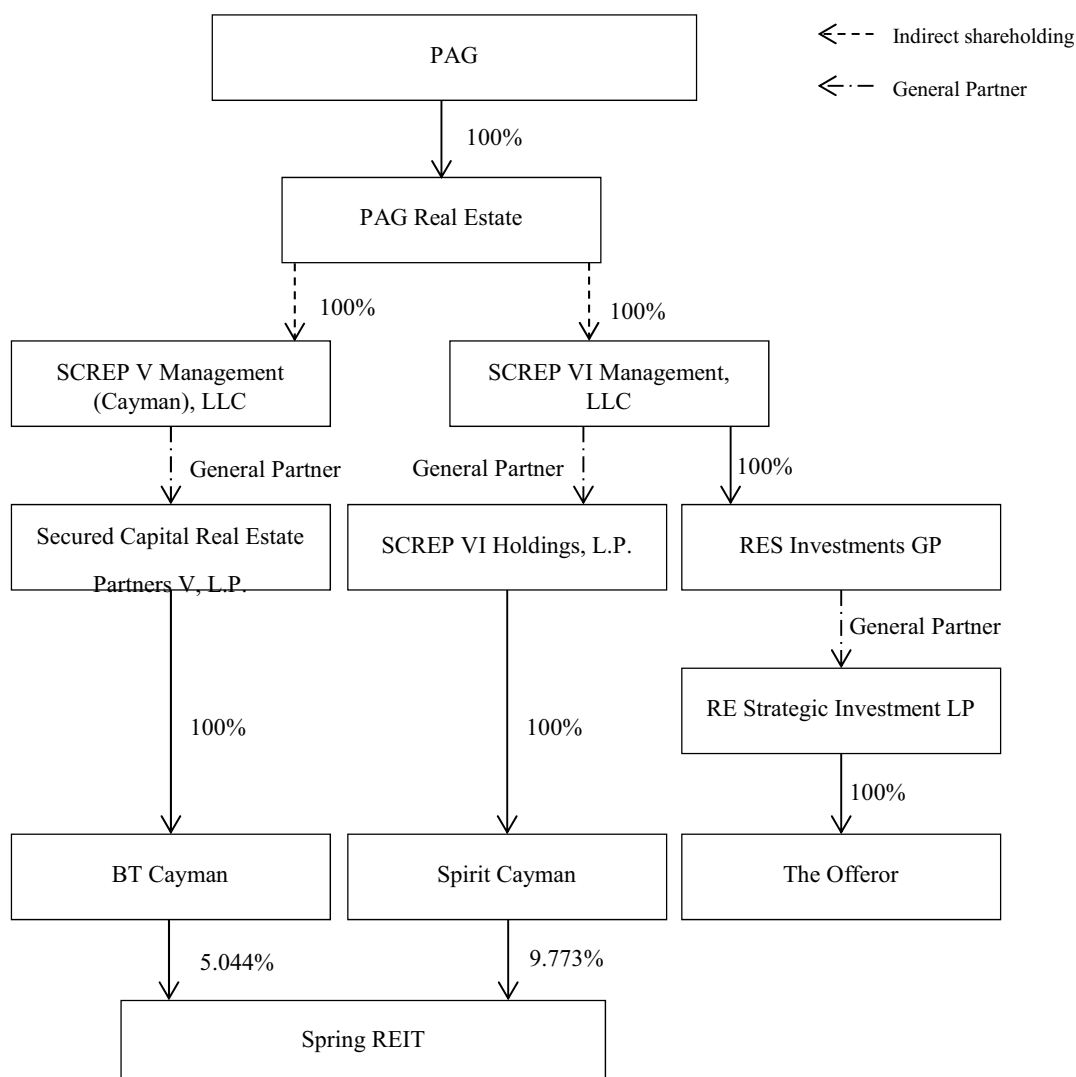 PAG
Indirect shareholding
General Partner
100%
PAG Real Estate
100%
100%
SCREP V Management
(Cayman), LLC
SCREP VI Management,
LLC
General Partner
General Partner
100%
Secured Capital Real Estate
Partners V, L.P.
SCREP VI Holdings, L.P.
RES Investments GP
General Partner
RE Strategic Investment LP
100%
100%
100%
BT Cayman
Spirit Cayman
The Offeror
5.044%
9.773%
Spring REIT